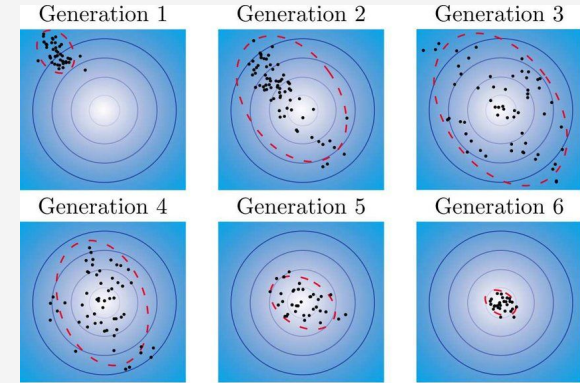 Generation 1
Generation 2
Generation 3
Generation 4
Generation 5
Generation 6